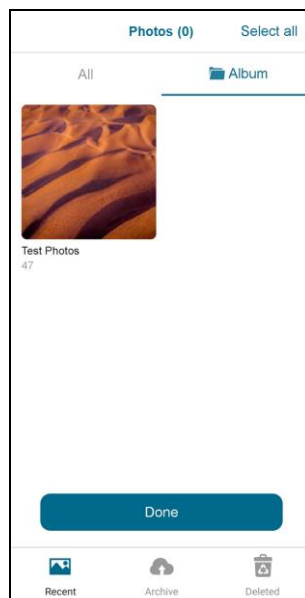 Photos (0) Select all
All Album
Test Photos
47
Done
Recent Archive Deleted